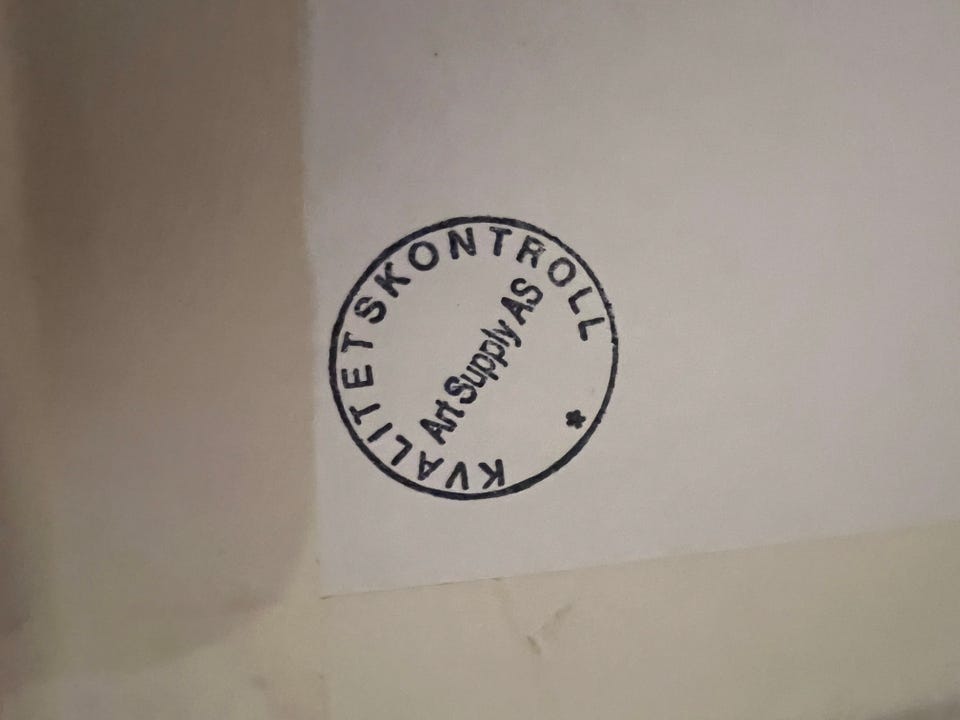 KVALITETSKONTROLL
Art Supply AS
*